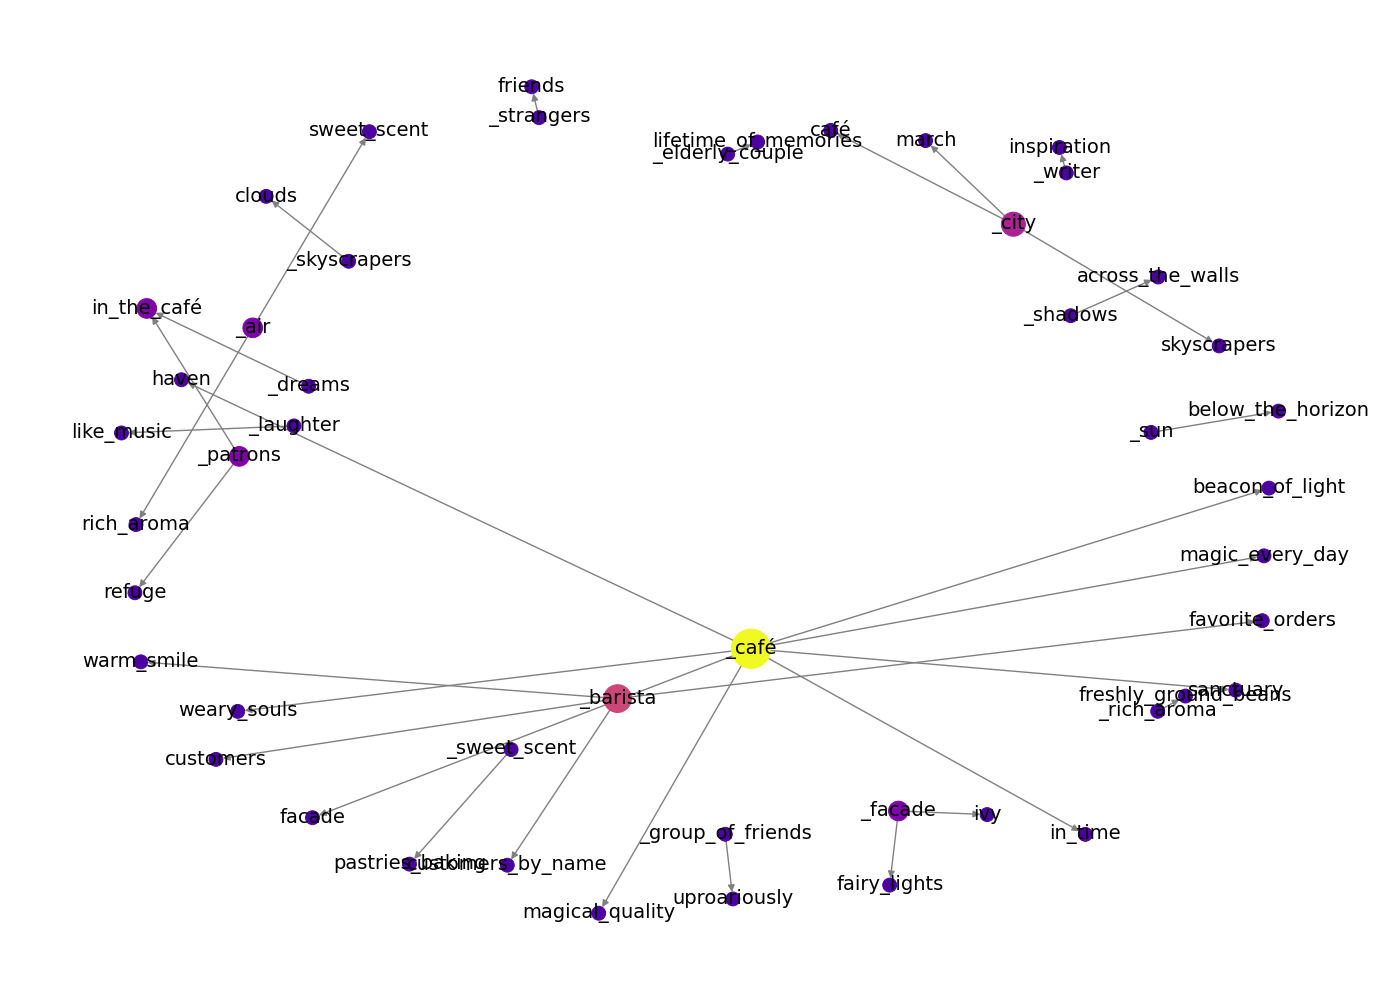 friends
_strangers
sweet_scent
café
lifetime_of_memories
march
_elderly_couple
inspiration
_writer
clouds
_city
_skyscrapers
across_the_walls
in_the_café
_shadows
_air
skyscrapers
haven
_dreams
below_the_horizon
_laughter
like_music
_sun
_patrons
beacon_of_light
rich_aroma
magic_every_day
refuge
favorite_orders
_café
warm_smile
sanctuary
freshly_ground_beans
_barista
weary_souls
_rich_aroma
_sweet_scent
customers
_facade
ivy
facade
_group_of_friends
in_time
pastries_baking
customers_by_name
fairy_lights
uproariously
magical_quality